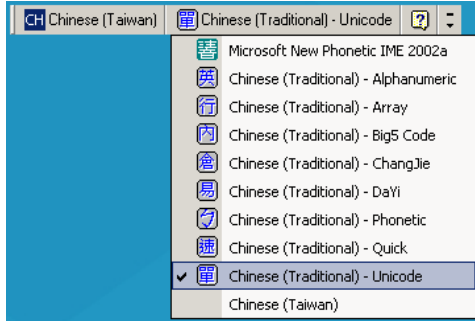 CH Chinese (Taiwan) 單 Chinese (Traditional) - Unicode ?
Microsoft New Phonetic IME 2002a
英 Chinese (Traditional) - Alphanumeric
行 Chinese (Traditional) - Array
內 Chinese (Traditional) - Big5 Code
倉 Chinese (Traditional) - ChangJie
易 Chinese (Traditional) - DaYi
ㄅ Chinese (Traditional) - Phonetic
速 Chinese (Traditional) - Quick
單 Chinese (Traditional) - Unicode
Chinese (Taiwan)